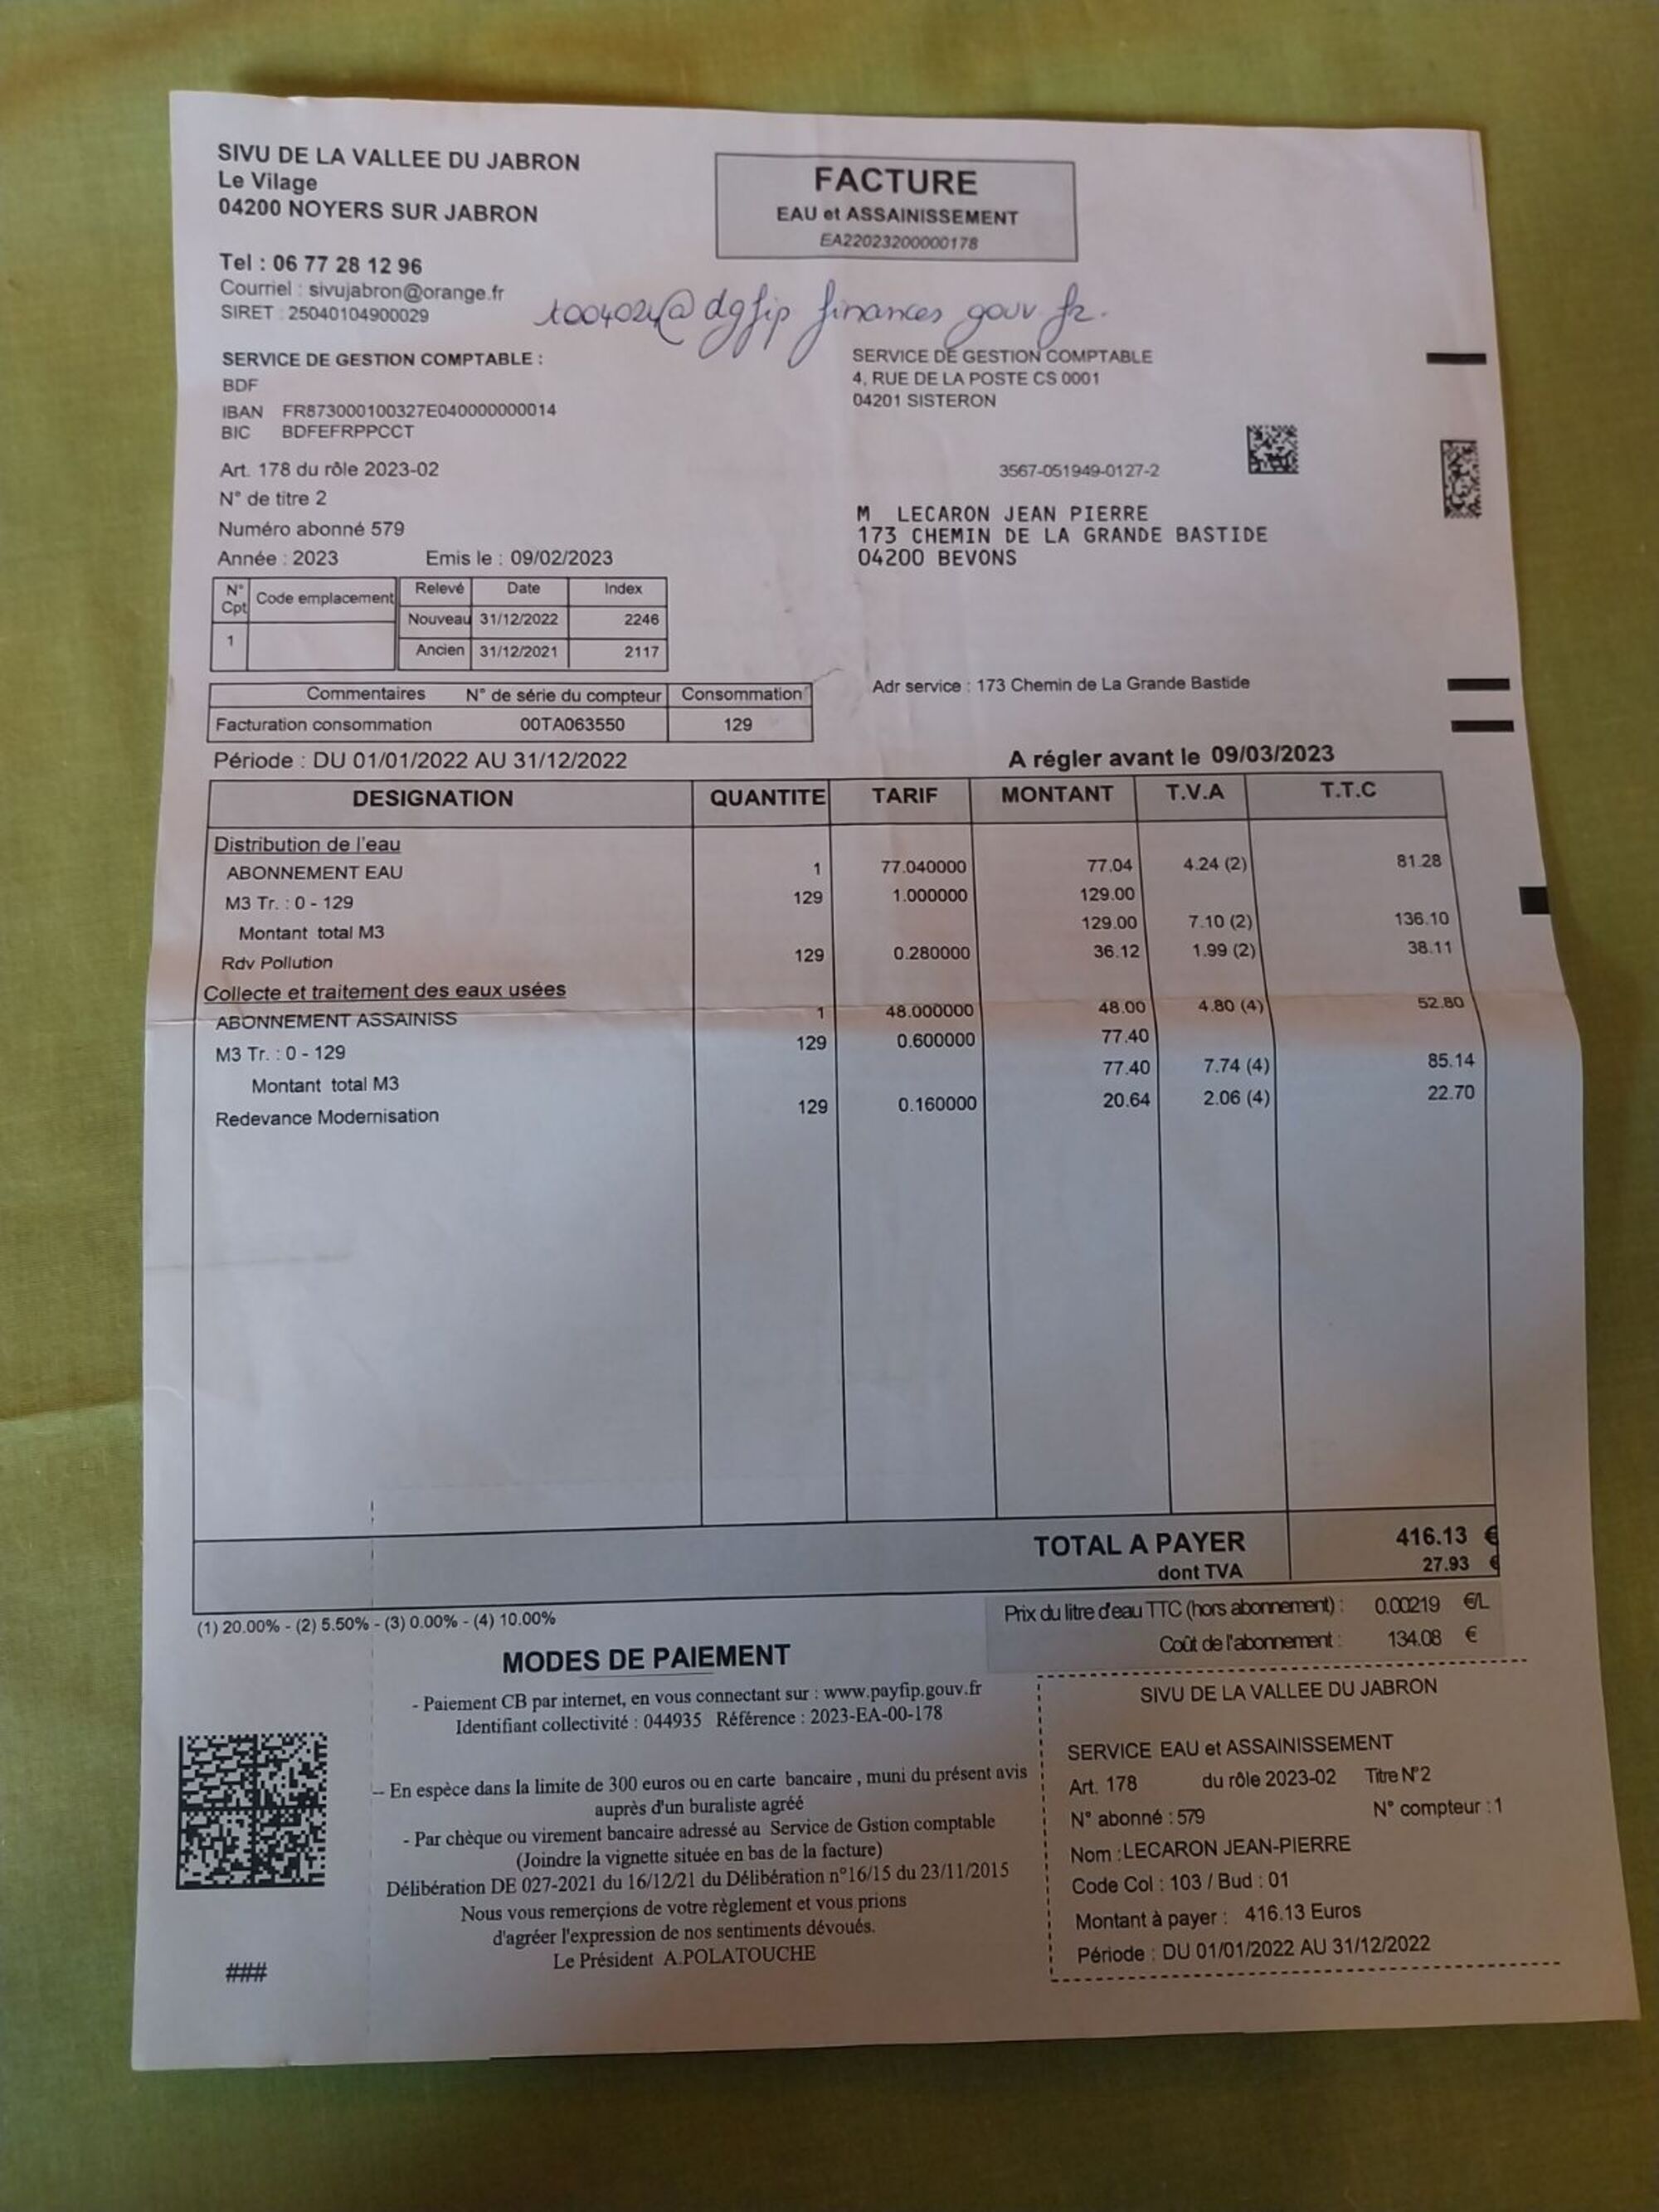 SIVU DE LA VALLEE DU JABRON
Le Vilage
04200 NOYERS SUR JABRON
FACTURE
EAU et ASSAINISSEMENT
EA22023200000178
Tel : 06 77 28 12 96
Courriel : sivujabron@orange.fr
SIRET : 25040104900029
t004024@dgfip finances gouv fr.
SERVICE DE GESTION COMPTABLE :
BDF
IBAN FR873000100327E040000000014
BIC BDFEFRPPCCT
SERVICE DE GESTION COMPTABLE
4, RUE DE LA POSTE CS 0001
04201 SISTERON
Art. 178 du rôle 2023-02
N° de titre 2
Numéro abonné 579
Année : 2023 Emis le : 09/02/2023
3567-051949-0127-2
M LECARON JEAN PIERRE
173 CHEMIN DE LA GRANDE BASTIDE
04200 BEVONS
N° Cpt Code emplacement Relevé Date Index
Nouveau 31/12/2022 2246
1
Ancien 31/12/2021 2117
Commentaires N° de série du compteur Consommation
Facturation consommation 00TA063550 129
Adr service : 173 Chemin de La Grande Bastide
Période : DU 01/01/2022 AU 31/12/2022
A régler avant le 09/03/2023
DESIGNATION QUANTITE TARIF MONTANT T.V.A T.T.C
Distribution de l'eau
ABONNEMENT EAU 1 77.040000 77.04 4.24 (2) 81.28
M3 Tr. : 0 - 129 129 1.000000 129.00
Montant total M3 129.00 7.10 (2) 136.10
Rdv Pollution 129 0.280000 36.12 1.99 (2) 38.11
Collecte et traitement des eaux usées
ABONNEMENT ASSAINISS 1 48.000000 48.00 4.80 (4) 52.80
M3 Tr. : 0 - 129 129 0.600000 77.40
Montant total M3 77.40 7.74 (4) 85.14
Redevance Modernisation 129 0.160000 20.64 2.06 (4) 22.70
TOTAL A PAYER 416.13 €
dont TVA 27.93 €
(1) 20.00% - (2) 5.50% - (3) 0.00% - (4) 10.00%
Prix du litre d'eau TTC (hors abonnement) : 0.00219 €/L
Coût de l'abonnement : 134.08 €
MODES DE PAIEMENT
- Paiement CB par internet, en vous connectant sur : www.payfip.gouv.fr
Identifiant collectivité : 044935 Référence : 2023-EA-00-178
-- En espèce dans la limite de 300 euros ou en carte bancaire , muni du présent avis
auprès d'un buraliste agréé
- Par chèque ou virement bancaire adressé au Service de Gstion comptable
(Joindre la vignette située en bas de la facture)
Délibération DE 027-2021 du 16/12/21 du Délibération n°16/15 du 23/11/2015
Nous vous remerçions de votre règlement et vous prions
d'agréer l'expression de nos sentiments dévoués.
Le Président A.POLATOUCHE
###
SIVU DE LA VALLEE DU JABRON
SERVICE EAU et ASSAINISSEMENT
Art. 178 du rôle 2023-02 Titre N°2
N° abonné : 579 N° compteur : 1
Nom :LECARON JEAN-PIERRE
Code Col : 103 / Bud : 01
Montant à payer : 416.13 Euros
Période : DU 01/01/2022 AU 31/12/2022